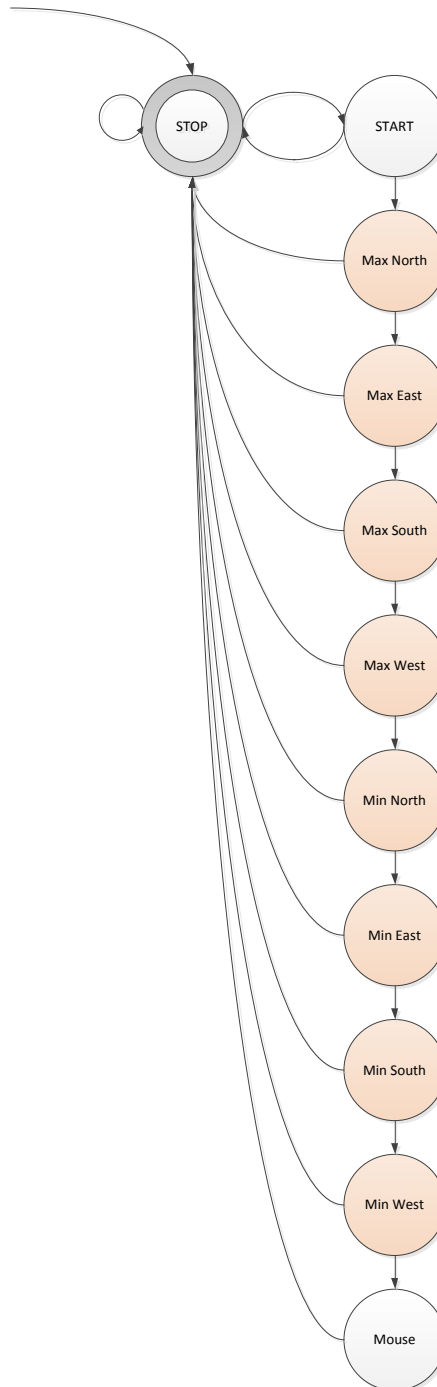 STOP
START
Max North
Max East
Max South
Max West
Min North
Min East
Min South
Min West
Mouse